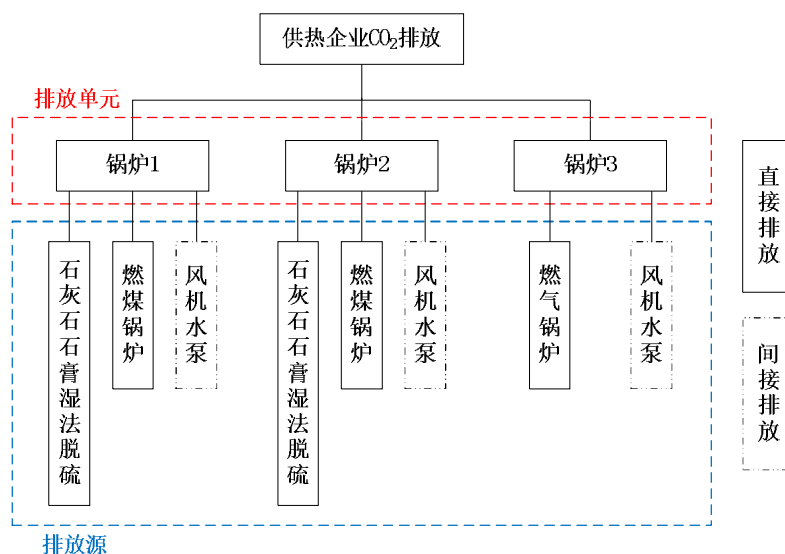 供热企业CO₂排放
排放单元
锅炉1
锅炉2
锅炉3
石灰石石膏湿法脱硫
燃煤锅炉
风机水泵
石灰石石膏湿法脱硫
燃煤锅炉
风机水泵
燃气锅炉
风机水泵
直接排放
间接排放
排放源